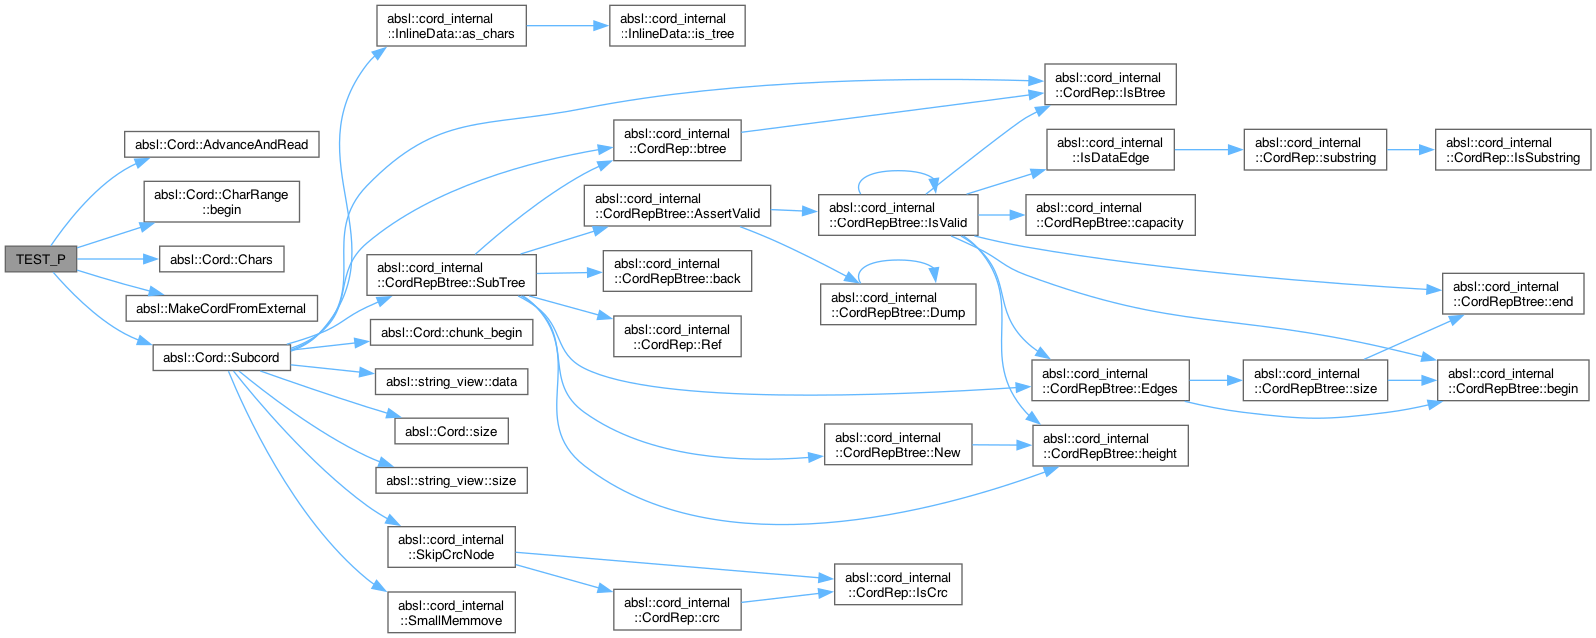 TEST_P
absl::Cord::AdvanceAndRead
absl::Cord::CharRange
::begin
absl::Cord::Chars
absl::MakeCordFromExternal
absl::Cord::Subcord
absl::cord_internal
::InlineData::as_chars
absl::cord_internal
::InlineData::is_tree
absl::cord_internal
::CordRep::IsBtree
absl::cord_internal
::CordRep::btree
absl::cord_internal
::IsDataEdge
absl::cord_internal
::CordRep::substring
absl::cord_internal
::CordRep::IsSubstring
absl::cord_internal
::CordRepBtree::AssertValid
absl::cord_internal
::CordRepBtree::IsValid
absl::cord_internal
::CordRepBtree::capacity
absl::cord_internal
::CordRepBtree::SubTree
absl::cord_internal
::CordRepBtree::back
absl::cord_internal
::CordRepBtree::Dump
absl::cord_internal
::CordRepBtree::end
absl::cord_internal
::CordRep::Ref
absl::Cord::chunk_begin
absl::string_view::data
absl::cord_internal
::CordRepBtree::Edges
absl::cord_internal
::CordRepBtree::size
absl::cord_internal
::CordRepBtree::begin
absl::Cord::size
absl::cord_internal
::CordRepBtree::New
absl::cord_internal
::CordRepBtree::height
absl::string_view::size
absl::cord_internal
::SkipCrcNode
absl::cord_internal
::CordRep::IsCrc
absl::cord_internal
::CordRep::crc
absl::cord_internal
::SmallMemmove